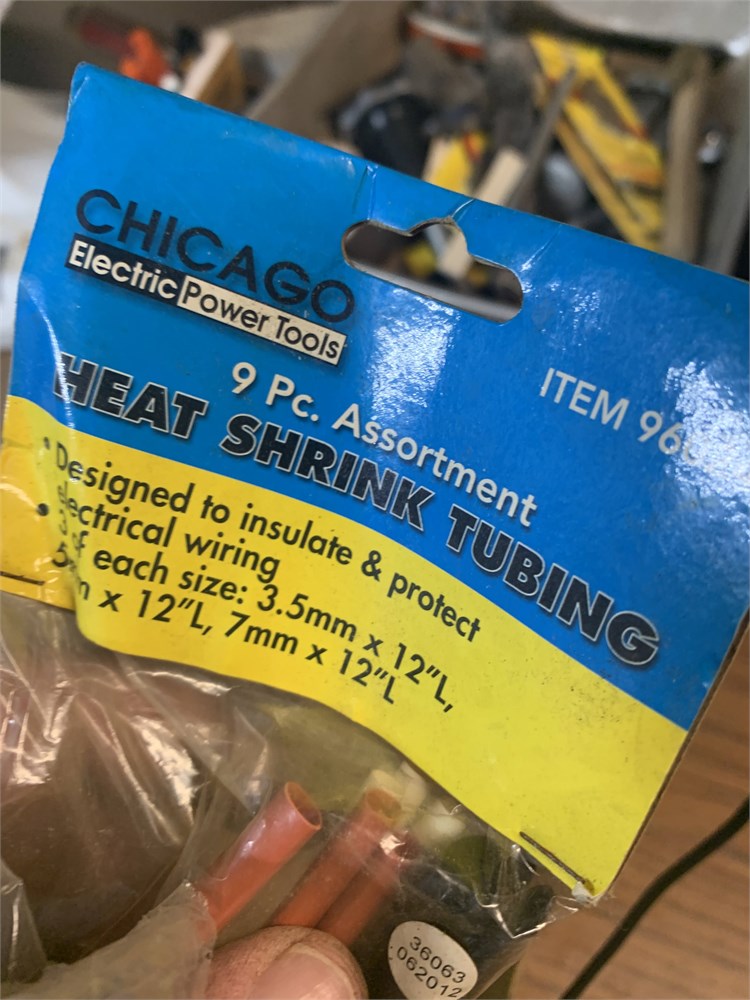 CHICAGO
Electric Power Tools
ITEM
9 Pc. Assortment
HEAT SHRINK TUBING
• Designed to insulate & protect
electrical wiring
• of each size: 3.5mm x 12"L,
x 12"L, 7mm x 12"L
36063
062012